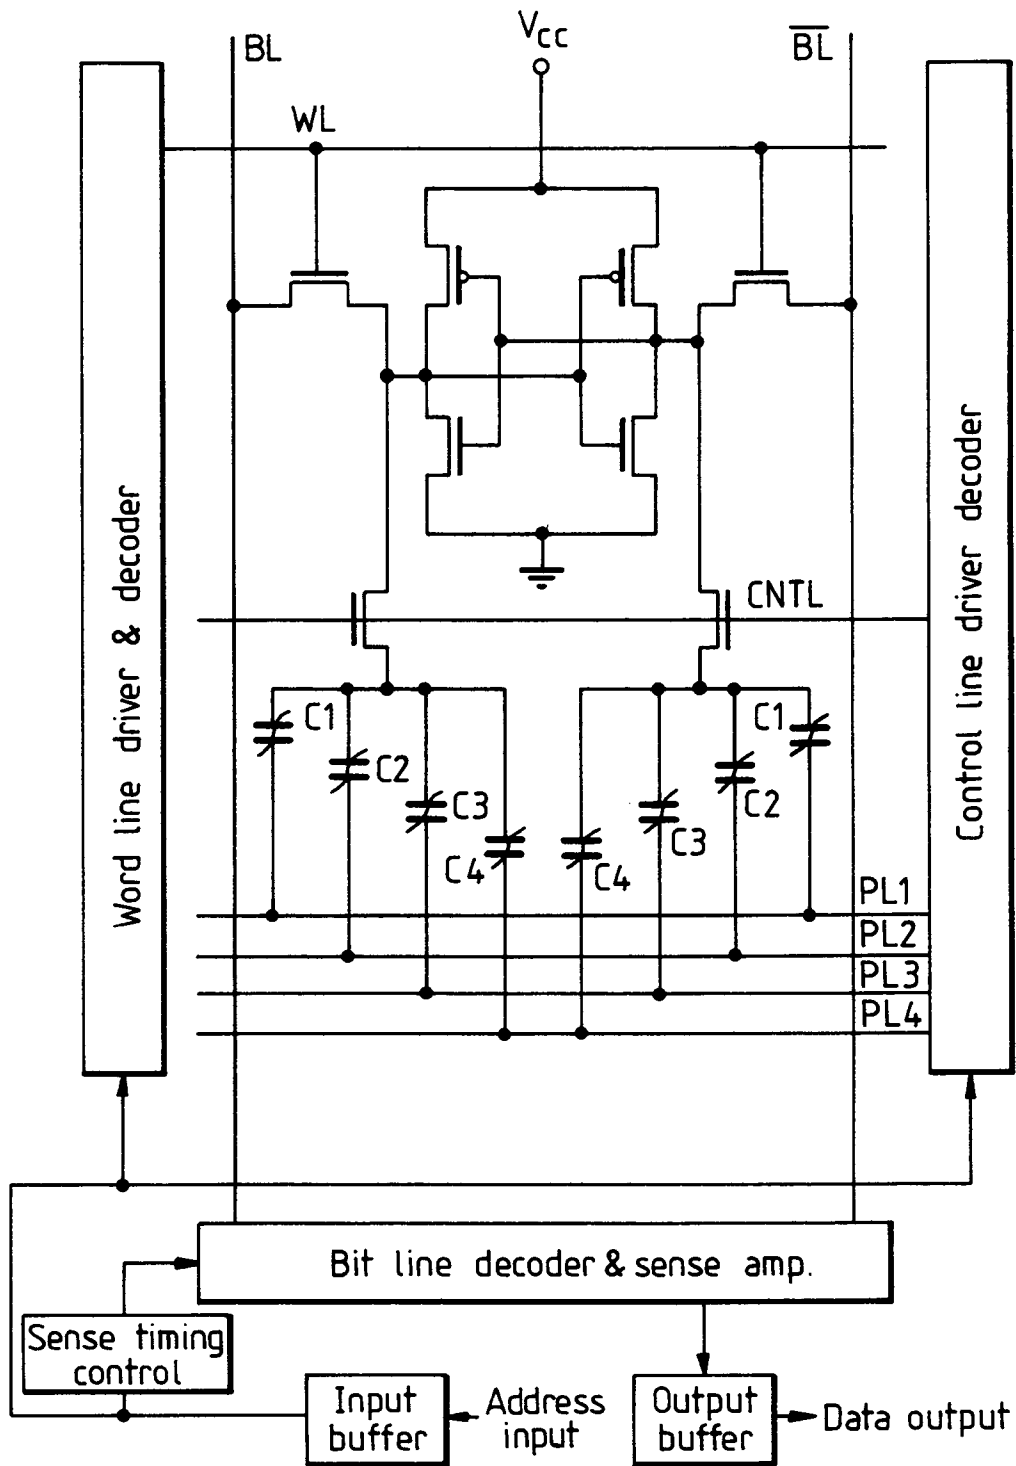 BL
V_CC
B̅L̅
WL
Word line driver & decoder
Control line driver decoder
CNTL
C1
C2
C3
C4
C1
C2
C3
C4
PL1
PL2
PL3
PL4
Bit line decoder & sense amp.
Sense timing
control
Input
buffer
Address
input
Output
buffer
Data output